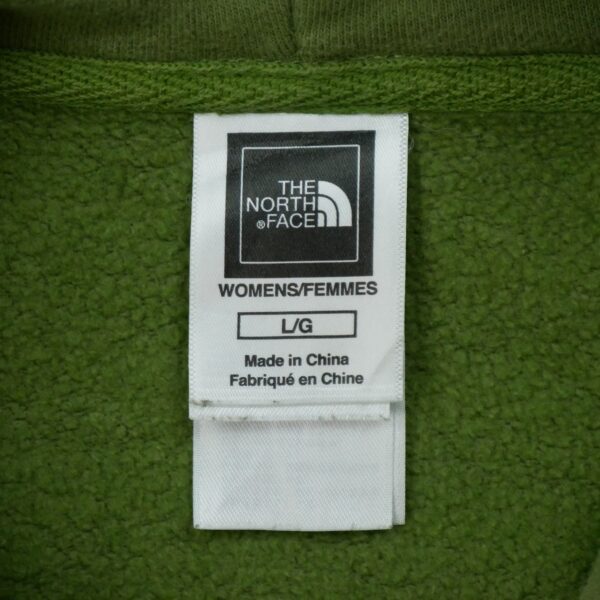 THE
NORTH
®FACE
WOMENS/FEMMES
L/G
Made in China
Fabriqué en Chine